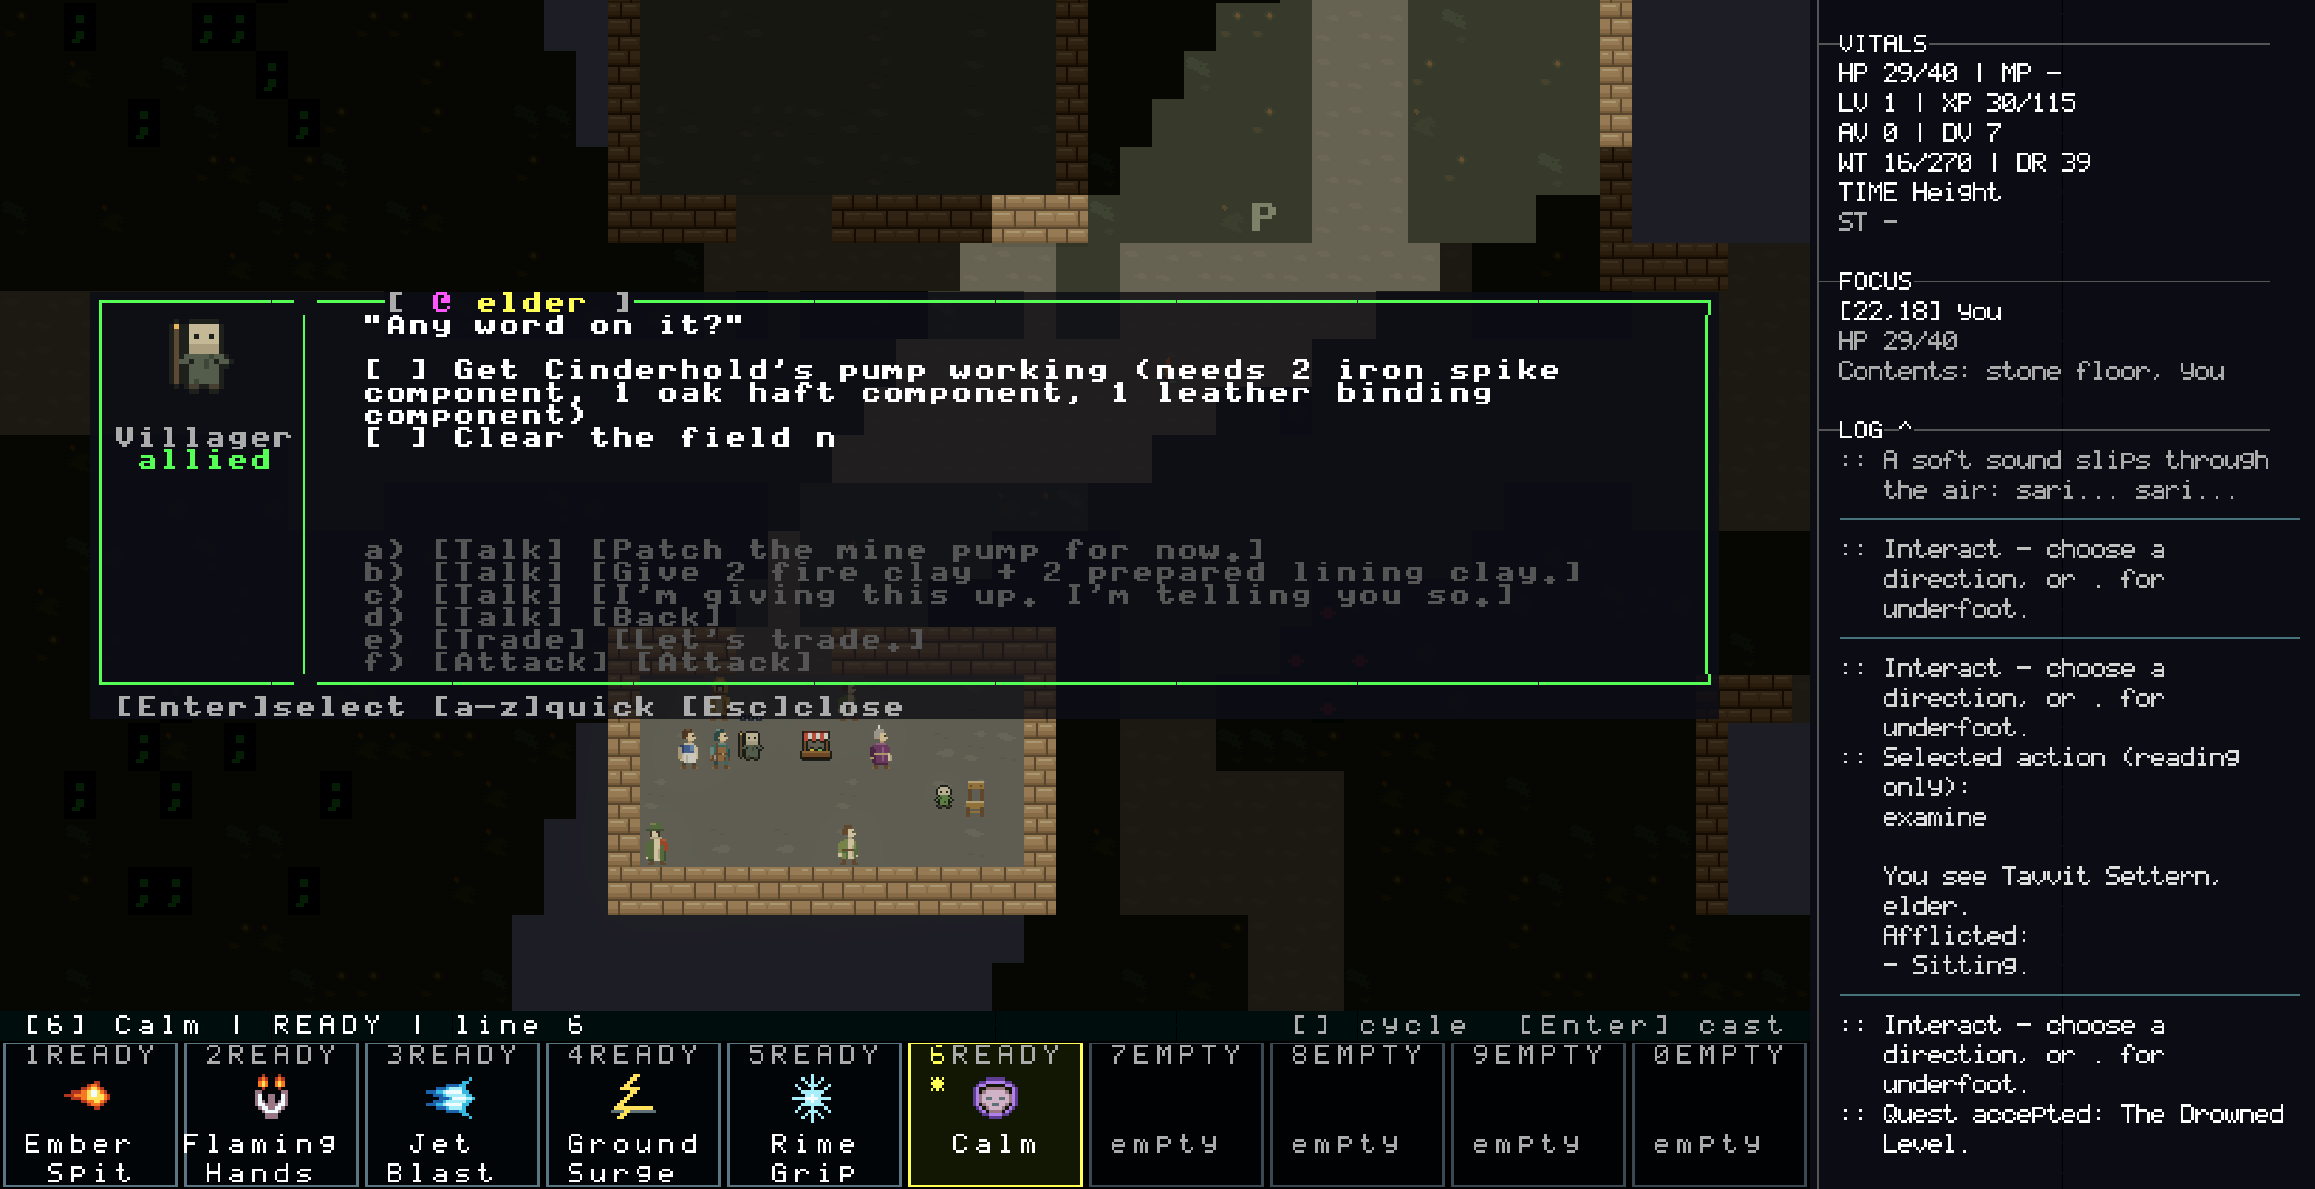 [ @ elder ]
"Any word on it?"
[ ] Get Cinderhold's pump working (needs 2 iron spike
component, 1 oak haft component, 1 leather binding
component)
[ ] Clear the field n
Villager
allied
a) [Talk] [Patch the mine pump for now.]
b) [Talk] [Give 2 fire clay + 2 prepared lining clay.]
c) [Talk] [I'm giving this up. I'm telling you so.]
d) [Talk] [Back]
e) [Trade] [Let's trade.]
f) [Attack] [Attack]
[Enter]select [a-z]quick [Esc]close
P
[6] Calm | READY | line 6
[] cycle [Enter] cast
1READY
Ember
Spit
2READY
Flaming
Hands
3READY
Jet
Blast
4READY
Ground
Surge
5READY
Rime
Grip
6READY
Calm
7EMPTY
empty
8EMPTY
empty
9EMPTY
empty
0EMPTY
empty
VITALS
HP 29/40 | MP -
LV 1 | XP 30/115
AV 0 | DV 7
WT 16/270 | DR 39
TIME Height
ST -
FOCUS
[22,18] You
HP 29/40
Contents: stone floor, You
LOG ^
:: A soft sound slips through
the air: sari... sari...
:: Interact - choose a
direction, or . for
underfoot.
:: Interact - choose a
direction, or . for
underfoot.
:: Selected action (reading
only):
examine
You see Tavvit Settern,
elder.
Afflicted:
- Sitting.
:: Interact - choose a
direction, or . for
underfoot.
:: Quest accepted: The Drowned
Level.